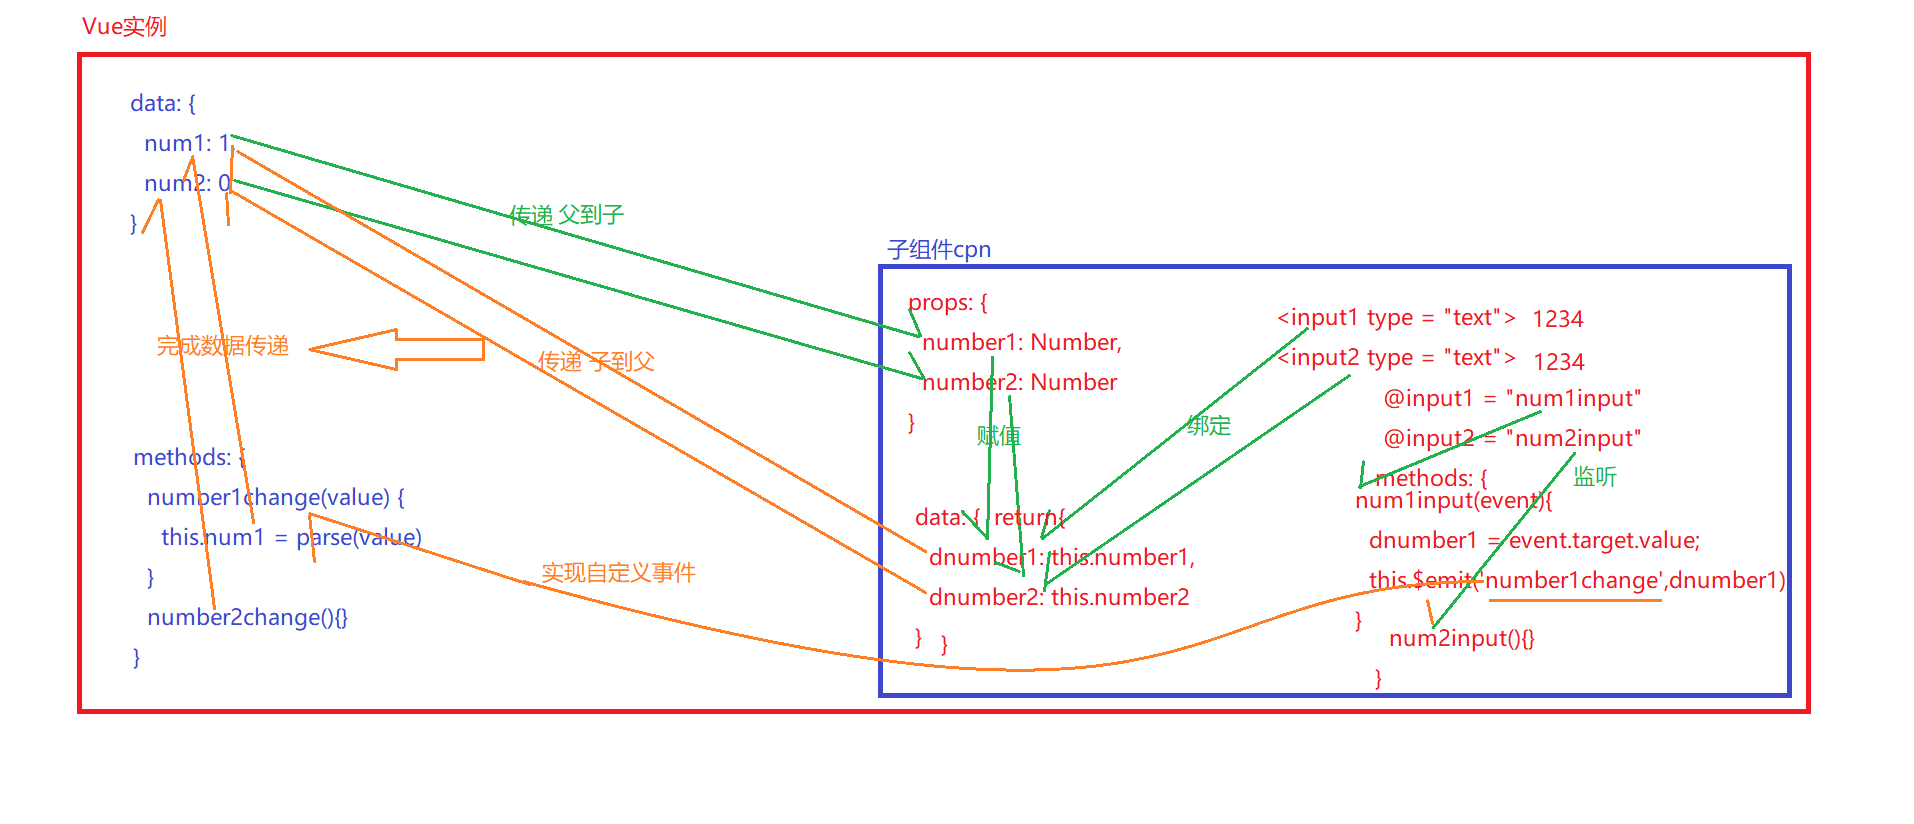 Vue实例
data: {
num1: 1,
num2: 0
}
传递 父到子
完成数据传递
传递 子到父
methods: {
number1change(value) {
this.num1 = parse(value)
}
number2change(){}
}
实现自定义事件
子组件cpn
props: {
number1: Number,
number2: Number
}
赋值
data: { return{
dnumber1: this.number1,
dnumber2: this.number2
} }
绑定
<input1 type = "text"> 1234
<input2 type = "text"> 1234
@input1 = "num1input"
@input2 = "num2input"
监听
methods: {
num1input(event){
dnumber1 = event.target.value;
this.$emit('number1change',dnumber1)
}
num2input(){}
}